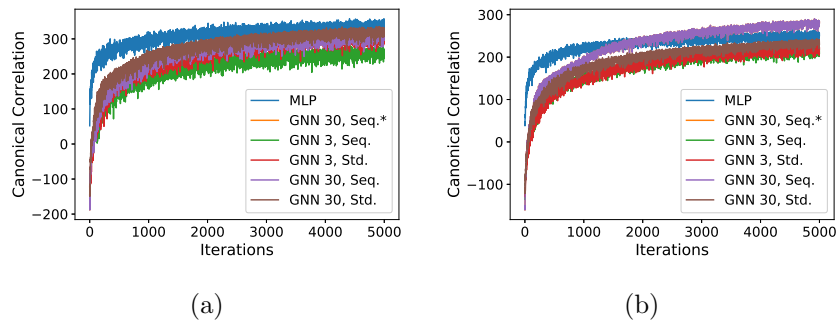 Canonical Correlation
300
200
100
0
−100
−200
MLP
GNN 30, Seq.*
GNN 3, Seq.
GNN 3, Std.
GNN 30, Seq.
GNN 30, Std.
0 1000 2000 3000 4000 5000
Iterations
(a)
Canonical Correlation
300
200
100
0
−100
MLP
GNN 30, Seq.*
GNN 3, Seq.
GNN 3, Std.
GNN 30, Seq.
GNN 30, Std.
0 1000 2000 3000 4000 5000
Iterations
(b)